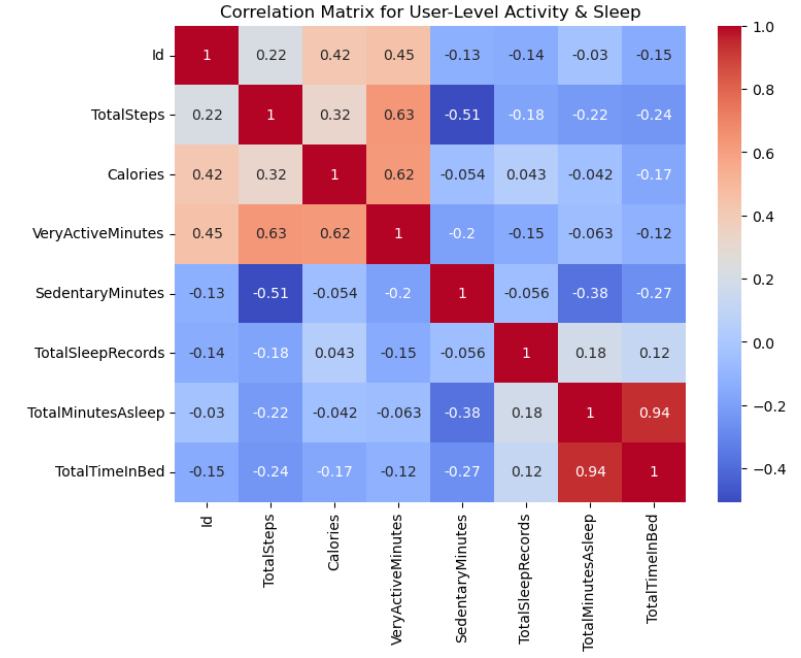 Correlation Matrix for User-Level Activity & Sleep
Id 1 0.22 0.42 0.45 -0.13 -0.14 -0.03 -0.15
TotalSteps 0.22 1 0.32 0.63 -0.51 -0.18 -0.22 -0.24
Calories 0.42 0.32 1 0.62 -0.054 0.043 -0.042 -0.17
VeryActiveMinutes 0.45 0.63 0.62 1 -0.2 -0.15 -0.063 -0.12
SedentaryMinutes -0.13 -0.51 -0.054 -0.2 1 -0.056 -0.38 -0.27
TotalSleepRecords -0.14 -0.18 0.043 -0.15 -0.056 1 0.18 0.12
TotalMinutesAsleep -0.03 -0.22 -0.042 -0.063 -0.38 0.18 1 0.94
TotalTimeInBed -0.15 -0.24 -0.17 -0.12 -0.27 0.12 0.94 1
Id
TotalSteps
Calories
VeryActiveMinutes
SedentaryMinutes
TotalSleepRecords
TotalMinutesAsleep
TotalTimeInBed
1.0
0.8
0.6
0.4
0.2
0.0
−0.2
−0.4